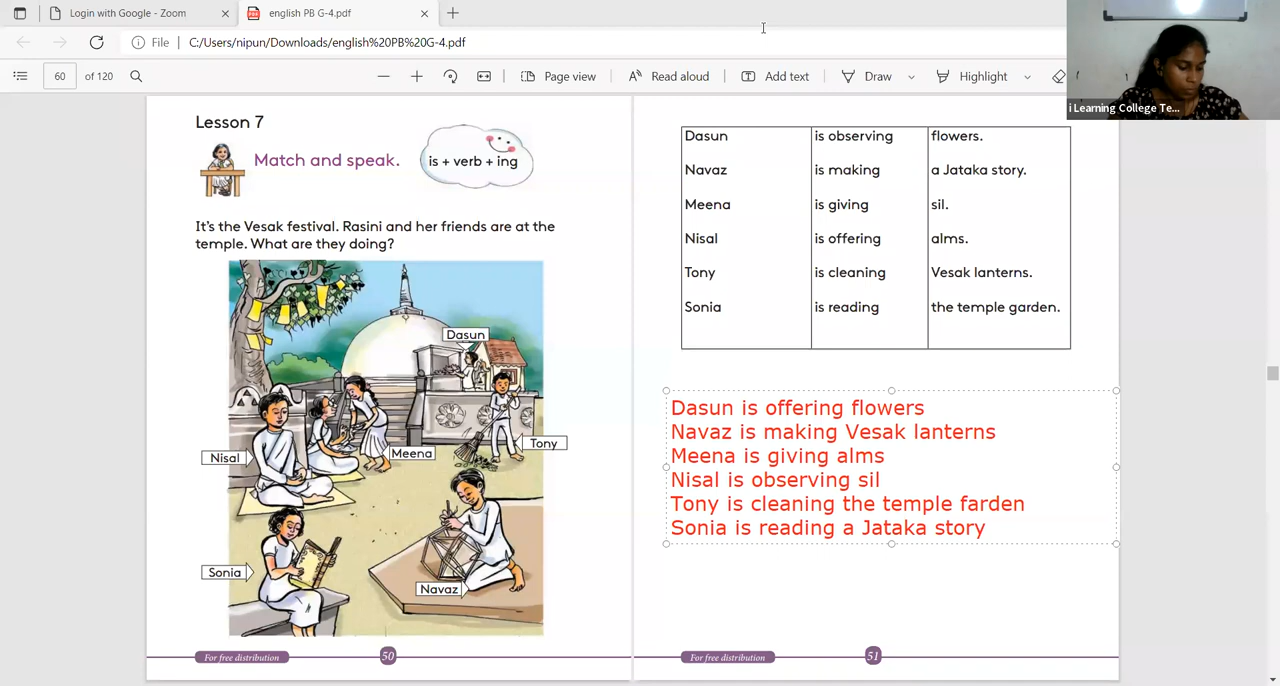 Login with Google - Zoom
PDF english PB G-4.pdf
File C:/Users/nipun/Downloads/english%20PB%20G-4.pdf
60 of 120 Page view Read aloud Add text Draw Highlight
i Learning College Te...
Lesson 7
Match and speak.
is + verb + ing
It's the Vesak festival. Rasini and her friends are at the
temple. What are they doing?
Dasun
Tony
Meena
Nisal
Sonia
Navaz
For free distribution 50
Dasun is observing flowers.
Navaz is making a Jataka story.
Meena is giving sil.
Nisal is offering alms.
Tony is cleaning Vesak lanterns.
Sonia is reading the temple garden.
Dasun is offering flowers
Navaz is making Vesak lanterns
Meena is giving alms
Nisal is observing sil
Tony is cleaning the temple farden
Sonia is reading a Jataka story
For free distribution 51